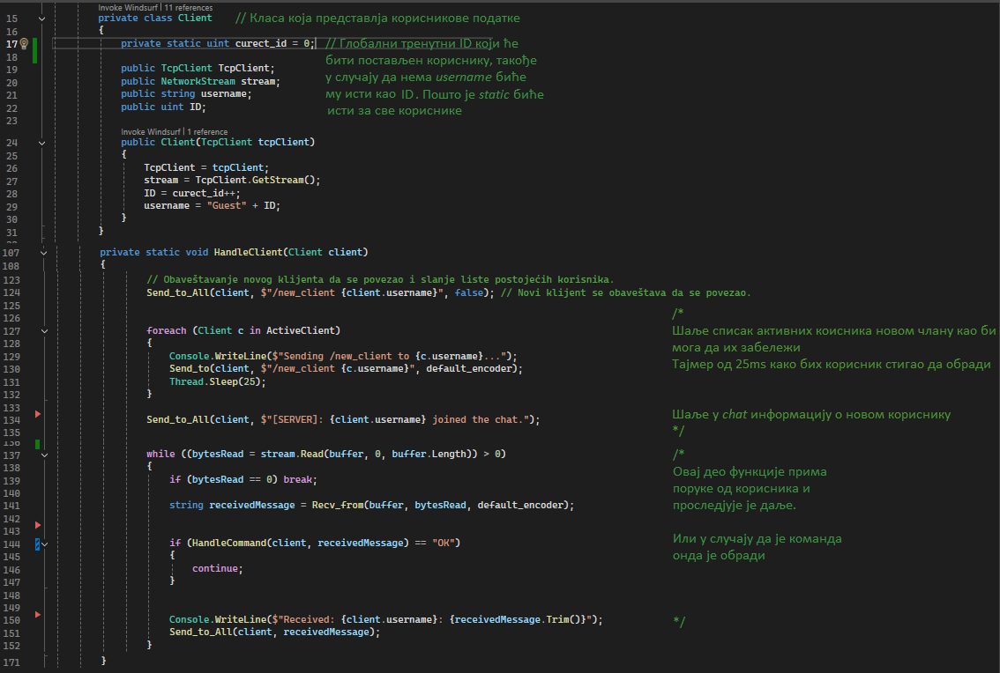 Invoke Windsurf | 11 references
15 private class Client // Класа која представлја корисникове податке
16 {
17 private static uint curect_id = 0; // Глобални тренутни ID који ће
18 бити постављен кориснику, такође
19 public TcpClient TcpClient;
20 public NetworkStream stream; у случају да нема username биће
21 public string username; му исти као ID. Пошто је static биће
22 public uint ID; исти за све кориснике
23
Invoke Windsurf | 1 reference
24 public Client(TcpClient tcpClient)
25 {
26 TcpClient = tcpClient;
27 stream = TcpClient.GetStream();
28 ID = curect_id++;
29 username = "Guest" + ID;
30 }
31 }
107 private static void HandleClient(Client client)
108 {
123 // Obaveštavanje novog klijenta da se povezao i slanje liste postojećih korisnika.
124 Send_to_All(client, $"/new_client {client.username}", false); // Novi klijent se obaveštava da se povezao.
125
126 /*
127 foreach (Client c in ActiveClient) Шаље списак активних коисника новом члану као би
128 { мога да их забележи
129 Console.WriteLine($"Sending /new_client to {c.username}...");
130 Send_to(client, $"/new_client {c.username}", default_encoder); Тајмер од 25ms како бих корисник стигао да обради
131 Thread.Sleep(25);
132 }
133
134 Send_to_All(client, $"[SERVER]: {client.username} joined the chat."); Шаље у chat информацију о новом кориснику
135 */
136
137 while ((bytesRead = stream.Read(buffer, 0, buffer.Length)) > 0) /*
138 { Овај део функције прима
139 if (bytesRead == 0) break; поруке од корисника и
140
141 string receivedMessage = Recv_from(buffer, bytesRead, default_encoder); проследјује је даље.
142
143
144 if (HandleCommand(client, receivedMessage) == "OK") Или у случају да је команда
145 { онда је обради
146 continue;
147 }
148
149
150 Console.WriteLine($"Received: {client.username}: {receivedMessage.Trim()}"); */
151 Send_to_All(client, receivedMessage);
152 }
171 }